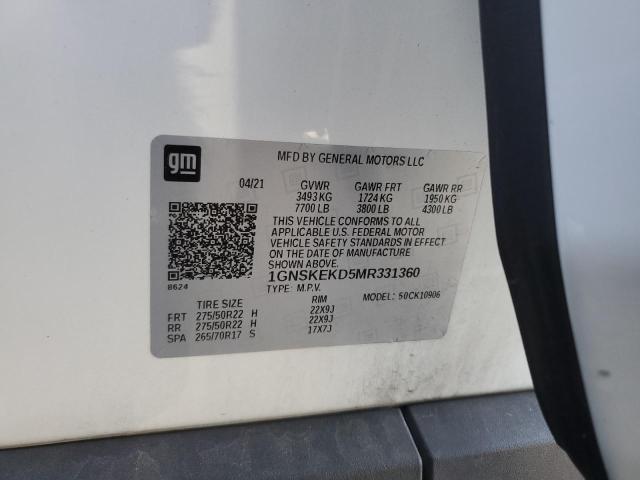 gm
MFD BY GENERAL MOTORS LLC
04/21 GVWR GAWR FRT GAWR RR
3493 KG 1724 KG 1950 KG
7700 LB 3800 LB 4300 LB
THIS VEHICLE CONFORMS TO ALL
APPLICABLE U.S. FEDERAL MOTOR
VEHICLE SAFETY STANDARDS IN EFFECT
ON THE DATE OF MANUFACTURE
SHOWN ABOVE.
1GNSKEKD5MR331360
8624
TYPE: M.P.V. MODEL: 50CK10906
TIRE SIZE RIM
FRT 275/50R22 H 22X9J
RR 275/50R22 H 22X9J
SPA 265/70R17 S 17X7J